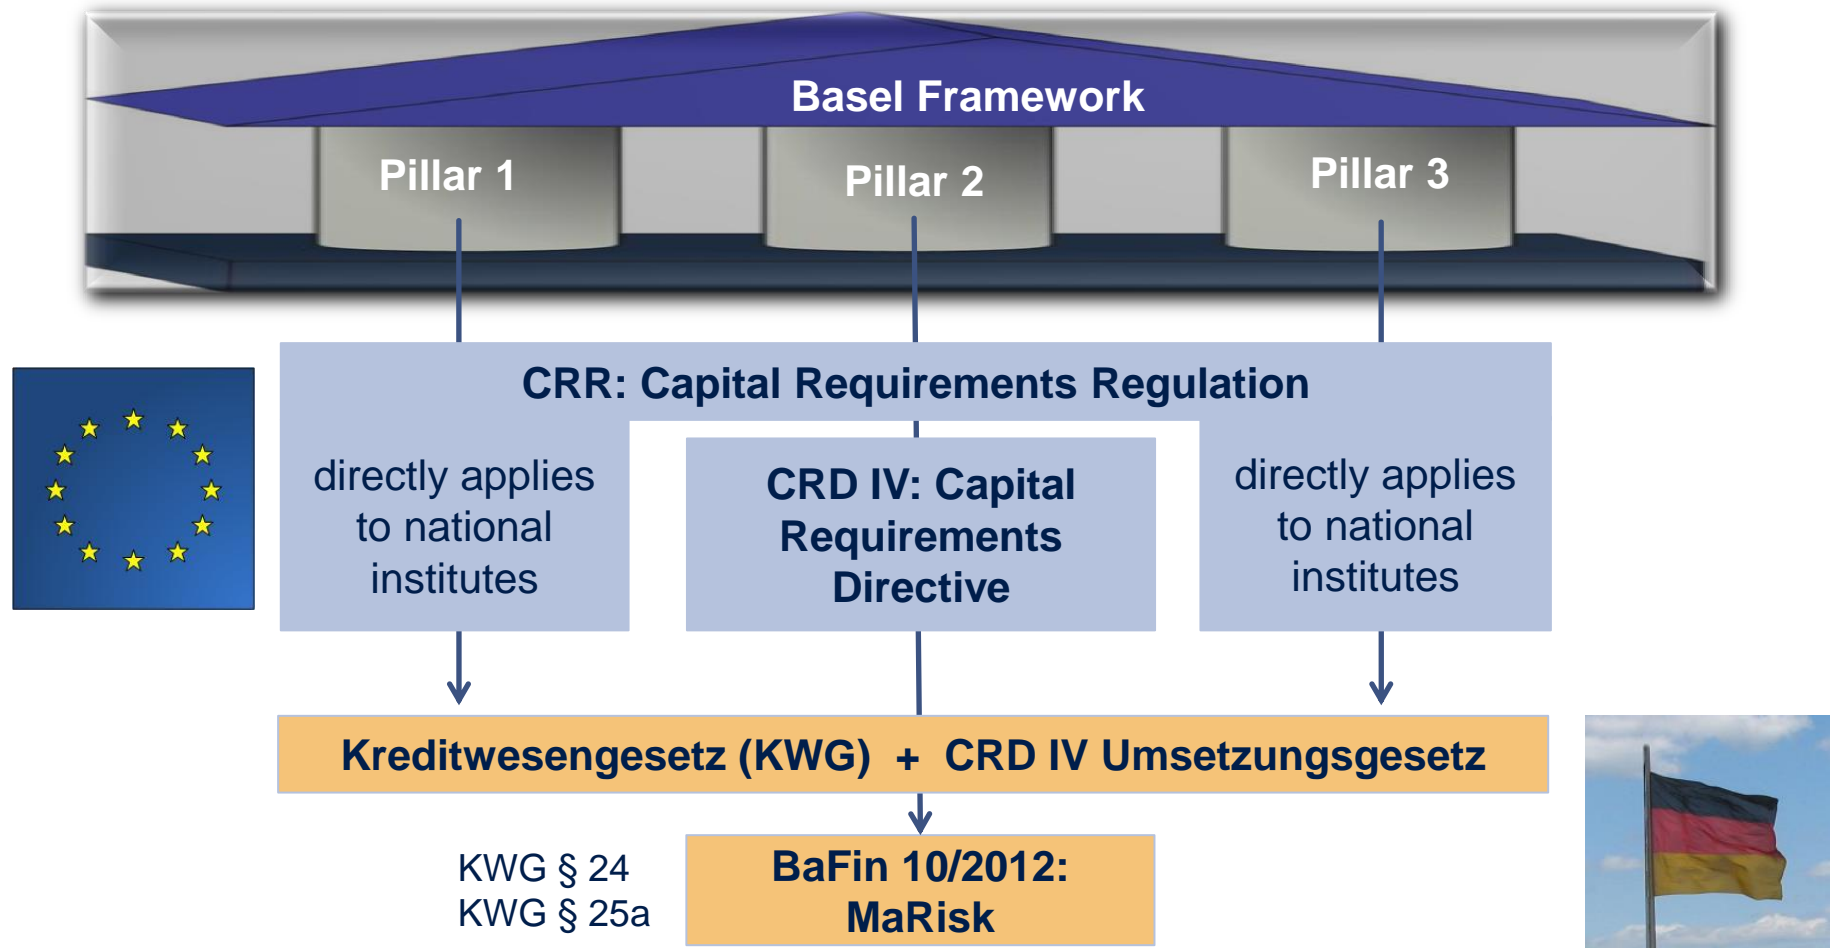 Basel Framework
Pillar 1
Pillar 2
Pillar 3
CRR: Capital Requirements Regulation
directly applies
to national
institutes
CRD IV: Capital
Requirements
Directive
directly applies
to national
institutes
Kreditwesengesetz (KWG) + CRD IV Umsetzungsgesetz
KWG § 24
KWG § 25a
BaFin 10/2012:
MaRisk